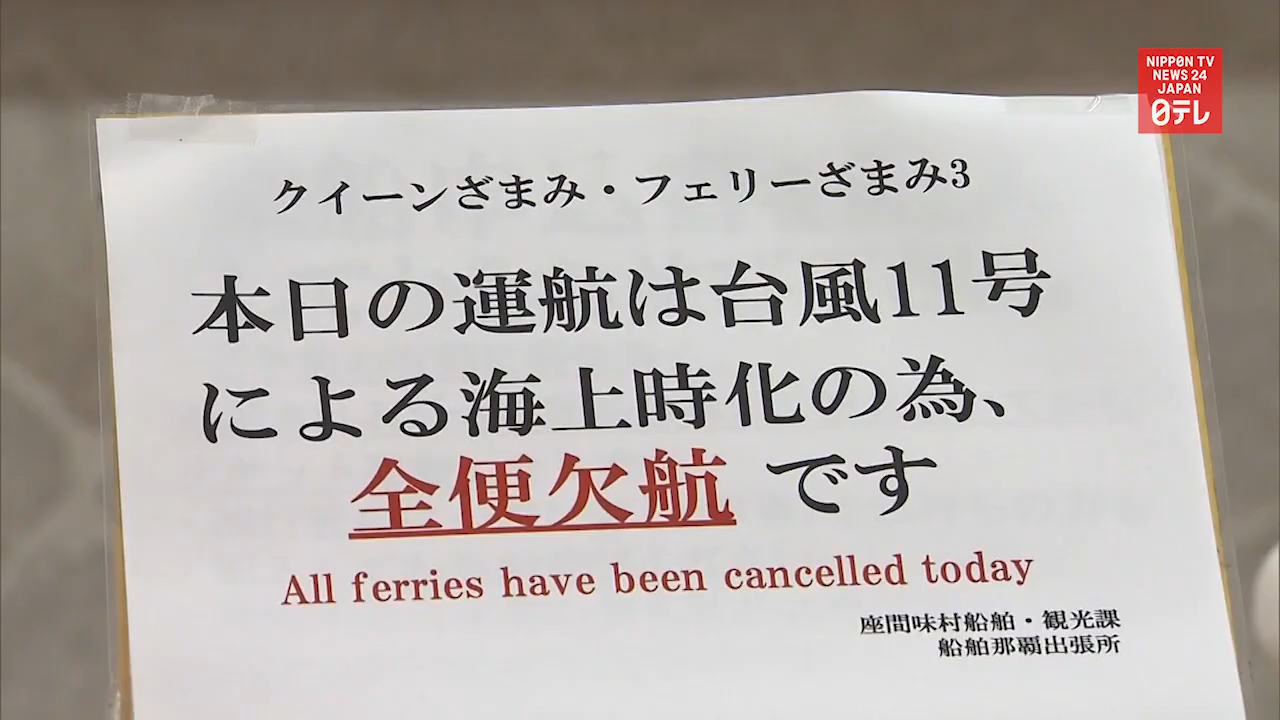 NIPPON TV
NEWS 24
JAPAN
日テレ
クイーンざまみ・フェリーざまみ3
本日の運航は台風11号
による海上時化の為、
全便欠航 です
All ferries have been cancelled today
座間味村船舶・観光課
船舶那覇出張所